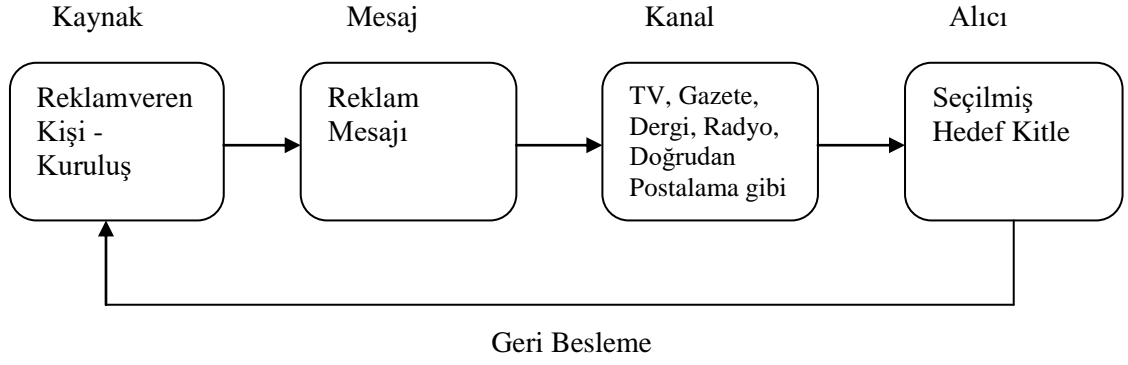 Kaynak
Mesaj
Kanal
Alıcı
Reklamveren
Kişi -
Kuruluş
Reklam
Mesajı
TV, Gazete,
Dergi, Radyo,
Doğrudan
Postalama gibi
Seçilmiş
Hedef Kitle
Geri Besleme